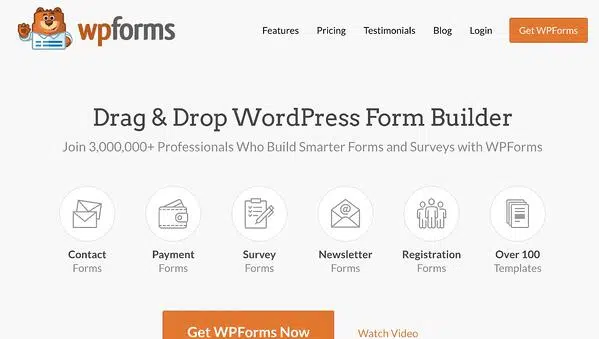 wpforms
Features Pricing Testimonials Blog Login Get WPForms
Drag & Drop WordPress Form Builder
Join 3,000,000+ Professionals Who Build Smarter Forms and Surveys with WPForms
Contact Payment Survey Newsletter Registration Over 100
Forms Forms Forms Forms Forms Templates
Get WPForms Now Watch Video